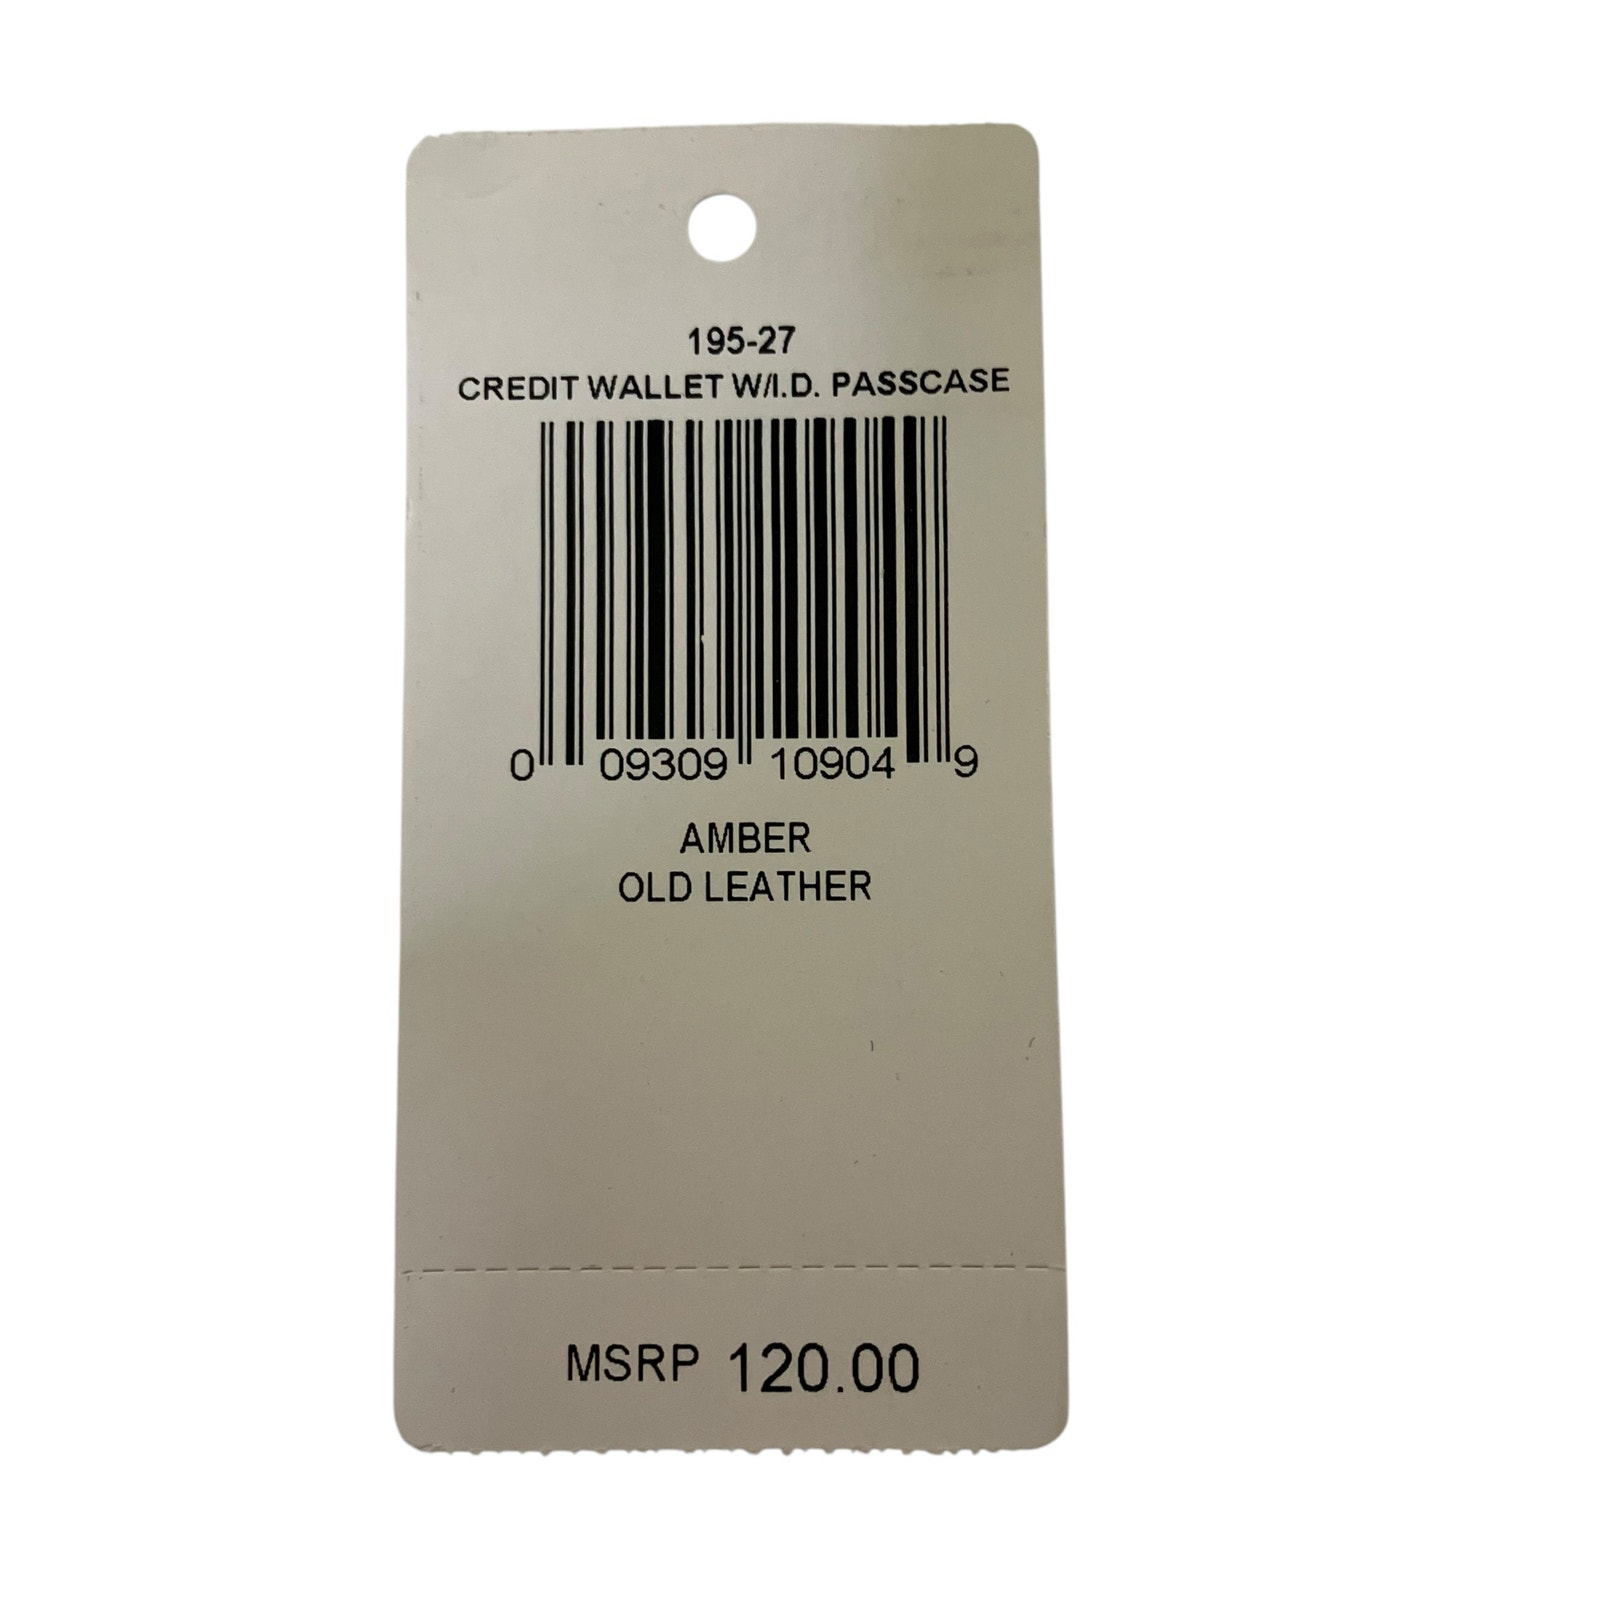 195-27
CREDIT WALLET W/I.D. PASSCASE
0 09309 10904 9
AMBER
OLD LEATHER
MSRP 120.00